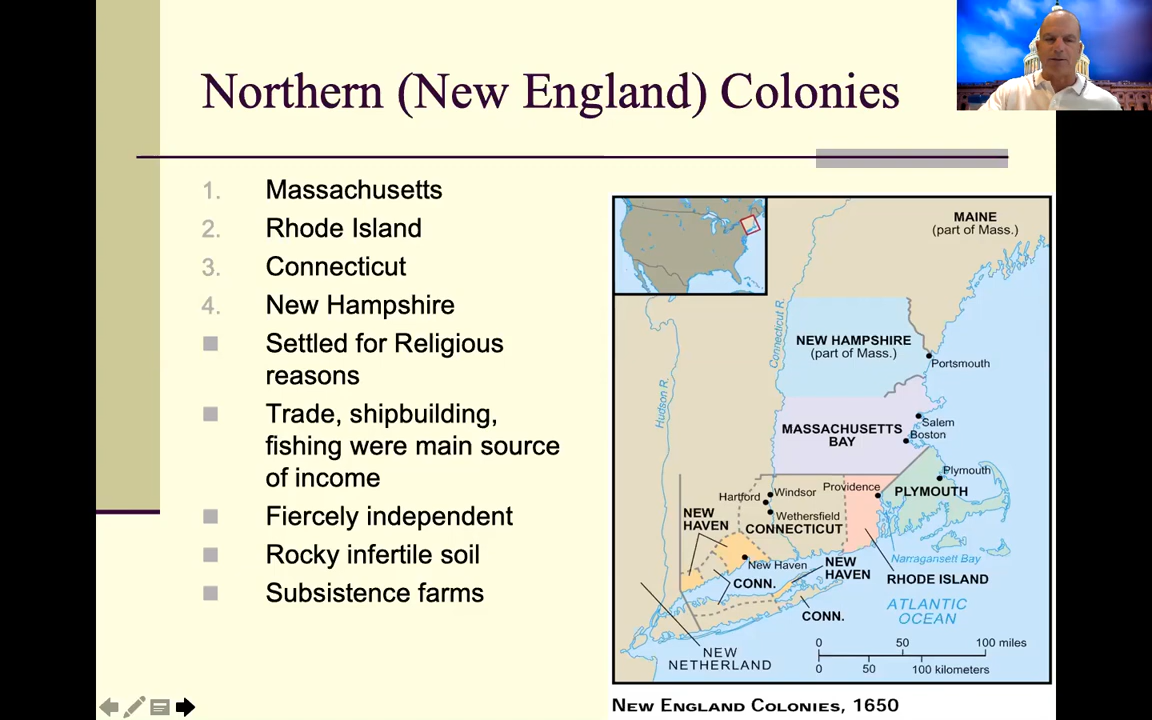 Northern (New England) Colonies
1. Massachusetts
2. Rhode Island
3. Connecticut
4. New Hampshire
Settled for Religious
reasons
Trade, shipbuilding,
fishing were main source
of income
Fiercely independent
Rocky infertile soil
Subsistence farms
MAINE
(part of Mass.)
Connecticut R.
NEW HAMPSHIRE
(part of Mass.)
Portsmouth
Hudson R.
MASSACHUSETTS
BAY
Salem
Boston
Plymouth
PLYMOUTH
Providence
Hartford
Windsor
Wethersfield
CONNECTICUT
NEW
HAVEN
New Haven
Narragansett Bay
NEW
HAVEN
RHODE ISLAND
CONN.
CONN.
ATLANTIC
OCEAN
NEW
NETHERLAND
0 50 100 miles
0 50 100 kilometers
NEW ENGLAND COLONIES, 1650